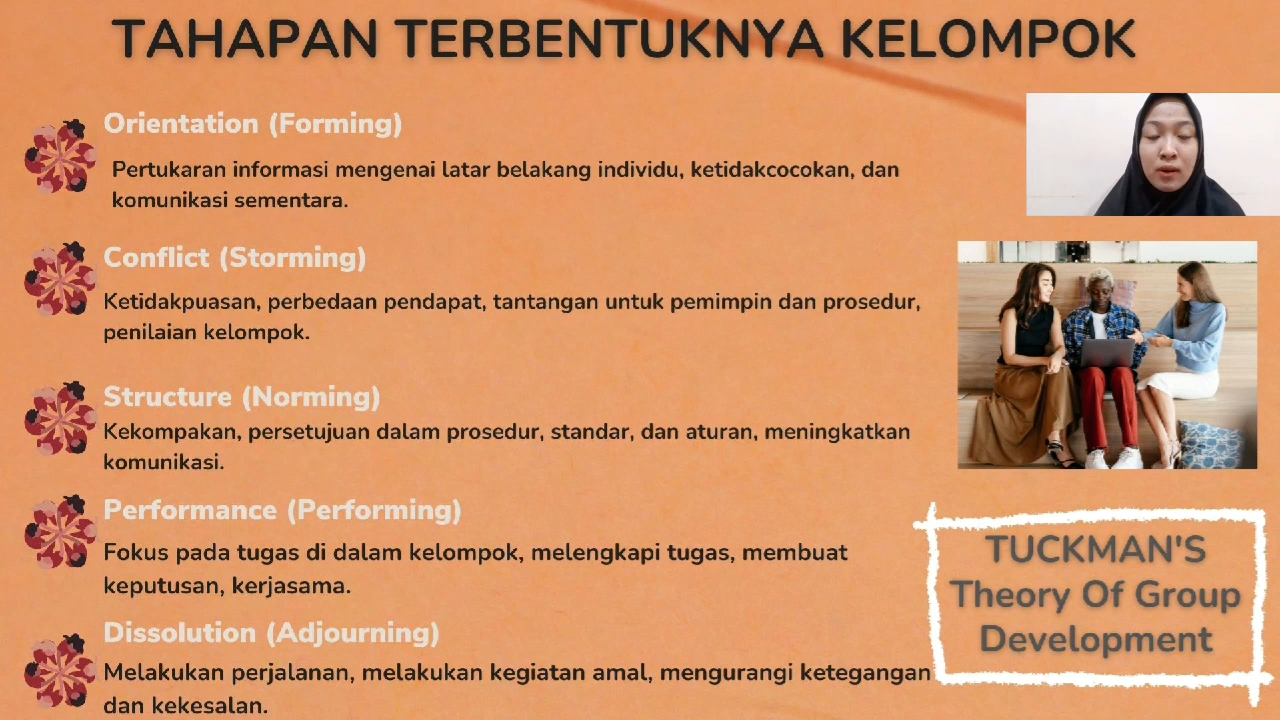 TAHAPAN TERBENTUKNYA KELOMPOK
Orientation (Forming)
Pertukaran informasi mengenai latar belakang individu, ketidakcocokan, dan
komunikasi sementara.
Conflict (Storming)
Ketidakpuasan, perbedaan pendapat, tantangan untuk pemimpin dan prosedur,
penilaian kelompok.
Structure (Norming)
Kekompakan, persetujuan dalam prosedur, standar, dan aturan, meningkatkan
komunikasi.
Performance (Performing)
Fokus pada tugas di dalam kelompok, melengkapi tugas, membuat
keputusan, kerjasama.
Dissolution (Adjourning)
Melakukan perjalanan, melakukan kegiatan amal, mengurangi ketegangan
dan kekesalan.
TUCKMAN'S
Theory Of Group
Development